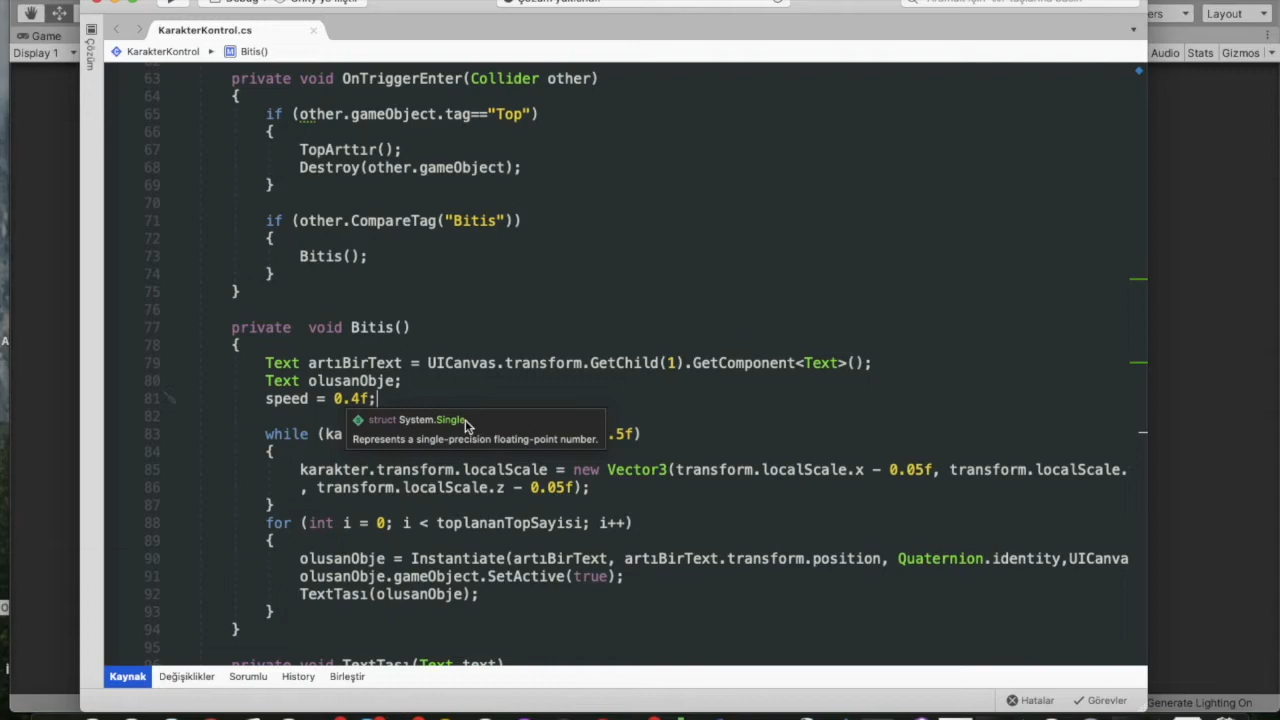 Layout
Game
Display 1
Audio Stats Gizmos
KarakterKontrol.cs
KarakterKontrol Bitis()
Çözüm
63 private void OnTriggerEnter(Collider other)
64 {
65 if (other.gameObject.tag=="Top")
66 {
67 TopArttır();
68 Destroy(other.gameObject);
69 }
70
71 if (other.CompareTag("Bitis"))
72 {
73 Bitis();
74 }
75 }
76
77 private void Bitis()
78 {
79 Text artıBirText = UICanvas.transform.GetChild(1).GetComponent<Text>();
80 Text olusanObje;
81 speed = 0.4f;
82
struct System.Single
Represents a single-precision floating-point number.
83 while (ka .5f)
84 {
85 karakter.transform.localScale = new Vector3(transform.localScale.x - 0.05f, transform.localScale.
86 , transform.localScale.z - 0.05f);
87 }
88 for (int i = 0; i < toplananTopSayisi; i++)
89 {
90 olusanObje = Instantiate(artıBirText, artıBirText.transform.position, Quaternion.identity,UICanva
91 olusanObje.gameObject.SetActive(true);
92 TextTası(olusanObje);
93 }
94 }
95
96 private void TextTası(Text text)
Kaynak Değişiklikler Sorumlu History Birleştir
Hatalar Görevler
Generate Lighting On